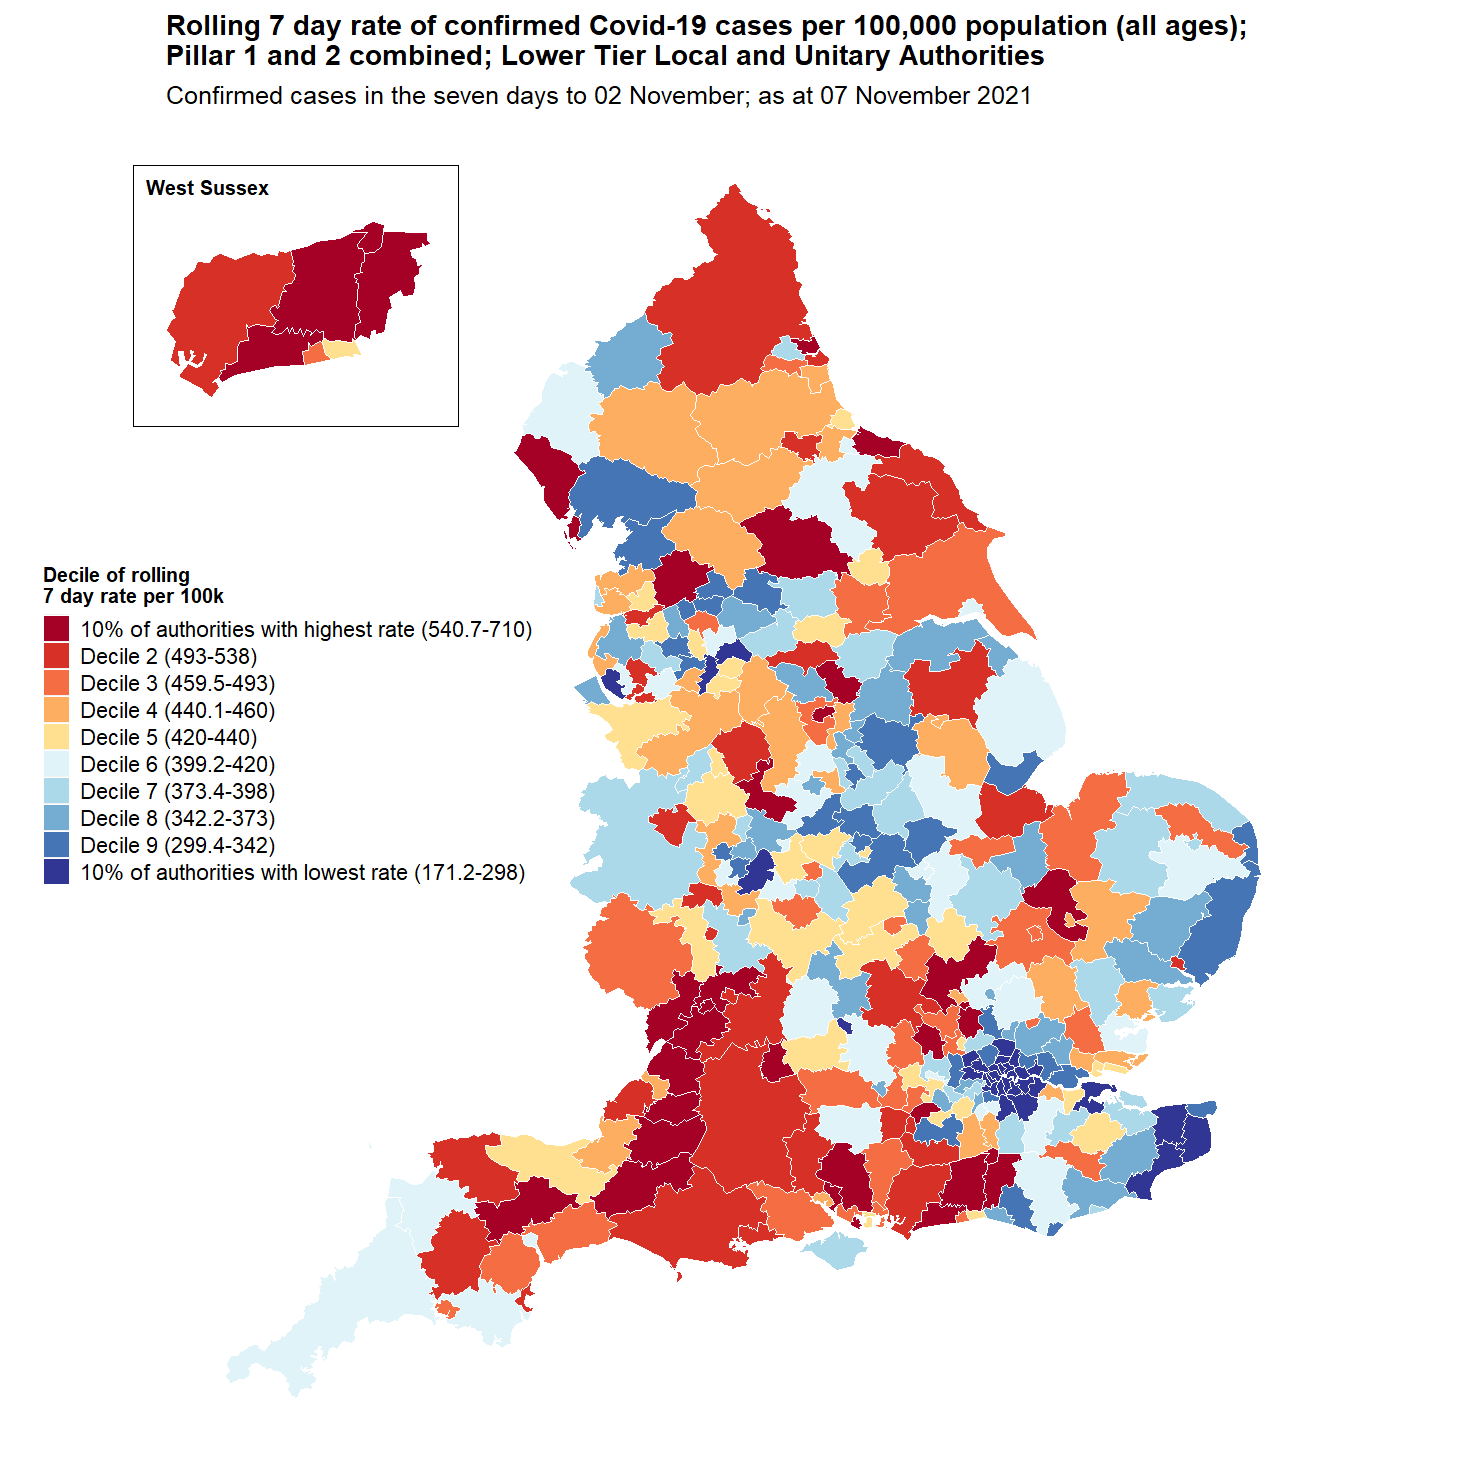 Rolling 7 day rate of confirmed Covid-19 cases per 100,000 population (all ages);
Pillar 1 and 2 combined; Lower Tier Local and Unitary Authorities
Confirmed cases in the seven days to 02 November; as at 07 November 2021
West Sussex
Decile of rolling
7 day rate per 100k
10% of authorities with highest rate (540.7-710)
Decile 2 (493-538)
Decile 3 (459.5-493)
Decile 4 (440.1-460)
Decile 5 (420-440)
Decile 6 (399.2-420)
Decile 7 (373.4-398)
Decile 8 (342.2-373)
Decile 9 (299.4-342)
10% of authorities with lowest rate (171.2-298)